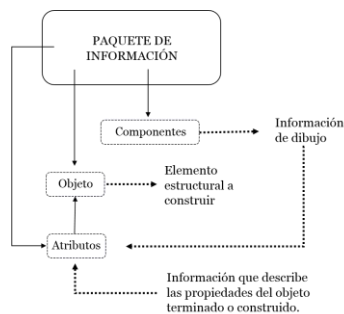 PAQUETE DE
INFORMACIÓN
Componentes
Información
de dibujo
Objeto
Elemento
estructural a
construir
Atributos
Información que describe
las propiedades del objeto
terminado o construido.